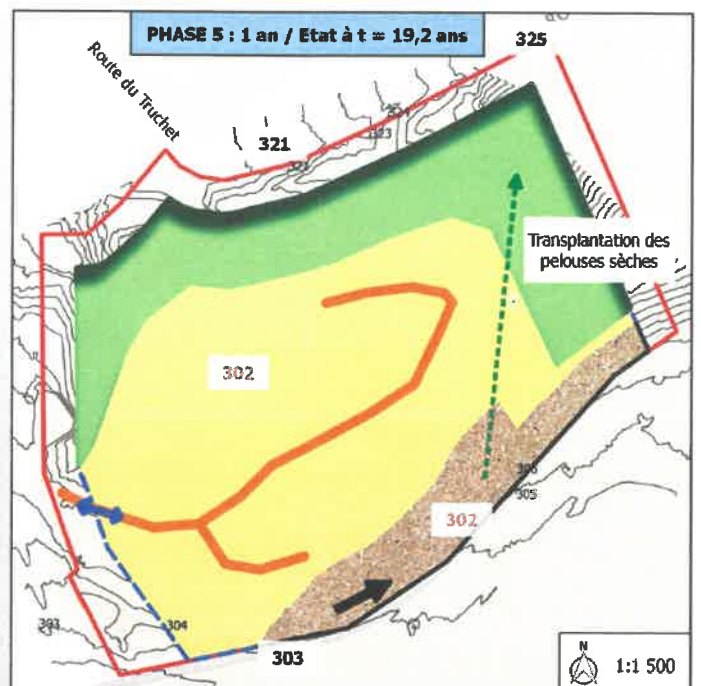 PHASE 5 : 1 an / Etat à t = 19,2 ans
325
Route du Truchet
321
324
323
Transplantation des
pelouses sèches
302
305
302
303
304
303
N
1:1 500